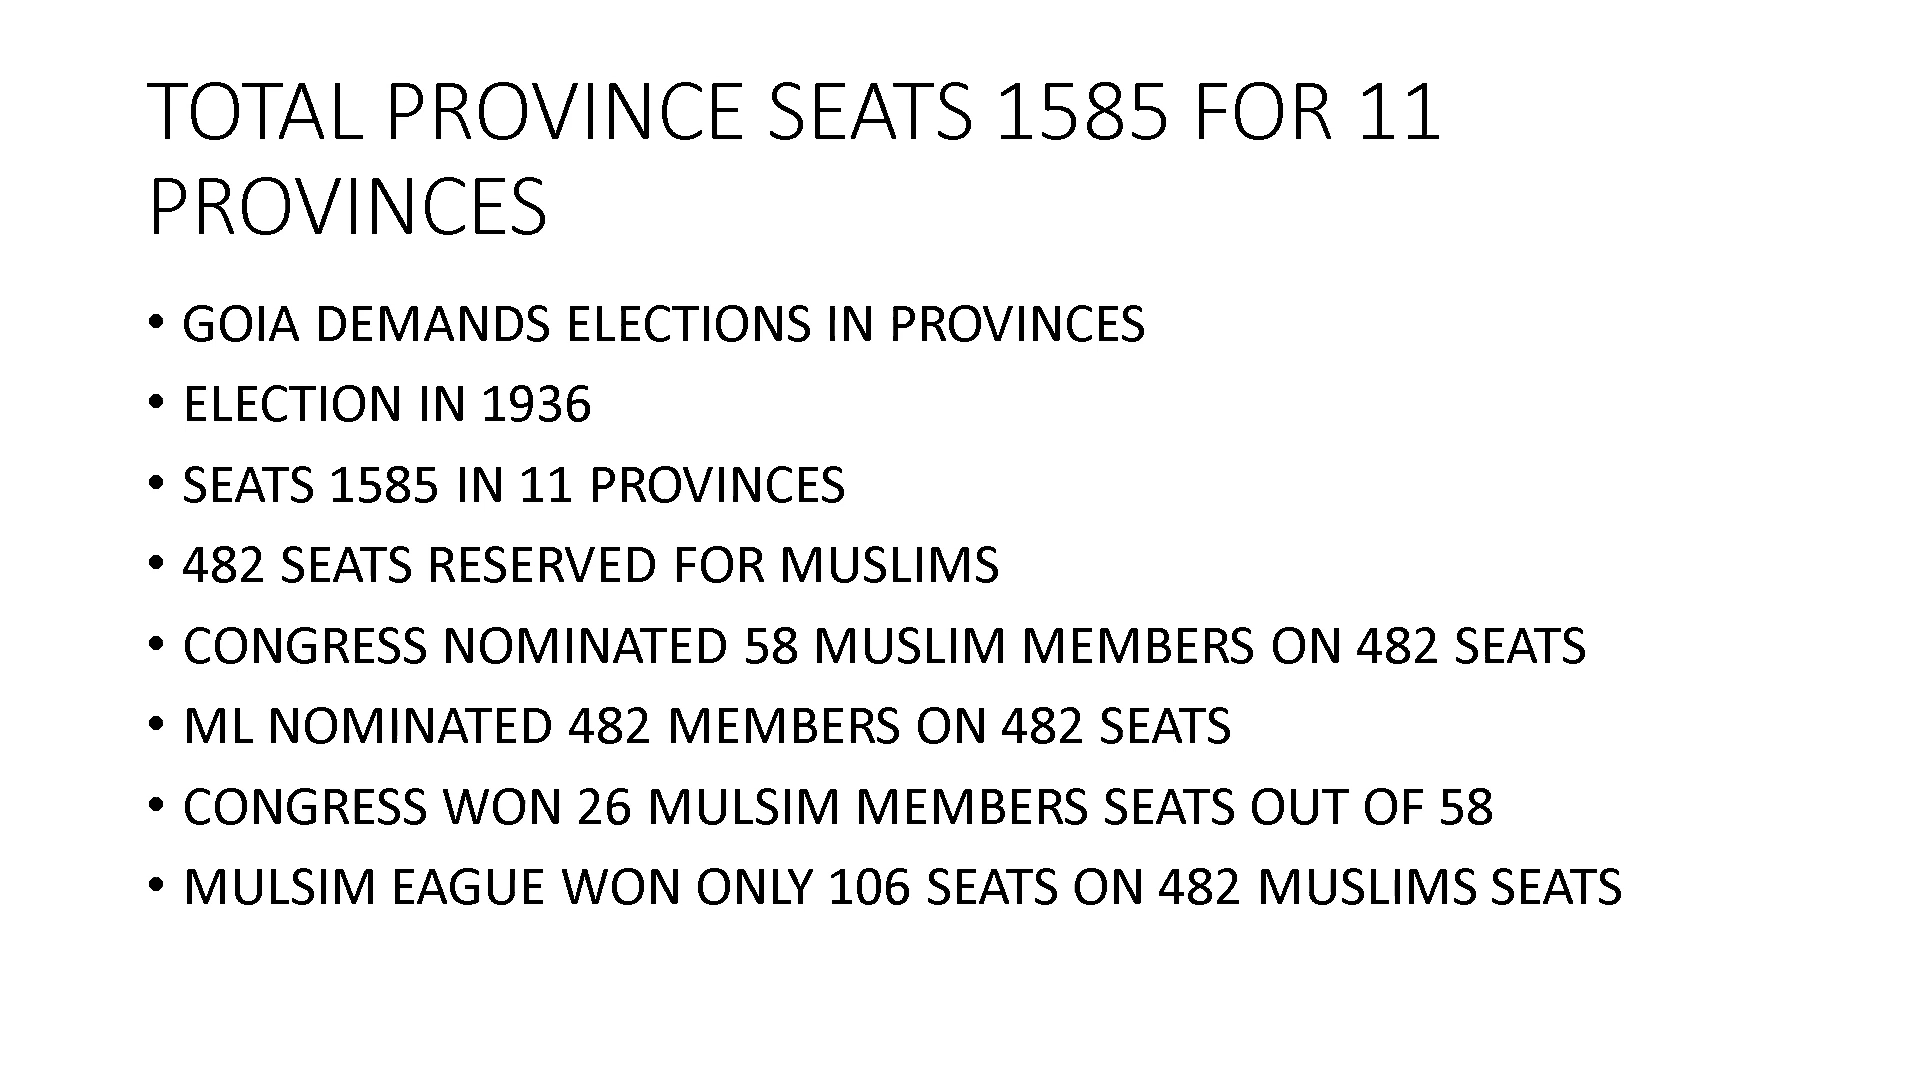 TOTAL PROVINCE SEATS 1585 FOR 11
PROVINCES
• GOIA DEMANDS ELECTIONS IN PROVINCES
• ELECTION IN 1936
• SEATS 1585 IN 11 PROVINCES
• 482 SEATS RESERVED FOR MUSLIMS
• CONGRESS NOMINATED 58 MUSLIM MEMBERS ON 482 SEATS
• ML NOMINATED 482 MEMBERS ON 482 SEATS
• CONGRESS WON 26 MULSIM MEMBERS SEATS OUT OF 58
• MULSIM EAGUE WON ONLY 106 SEATS ON 482 MUSLIMS SEATS